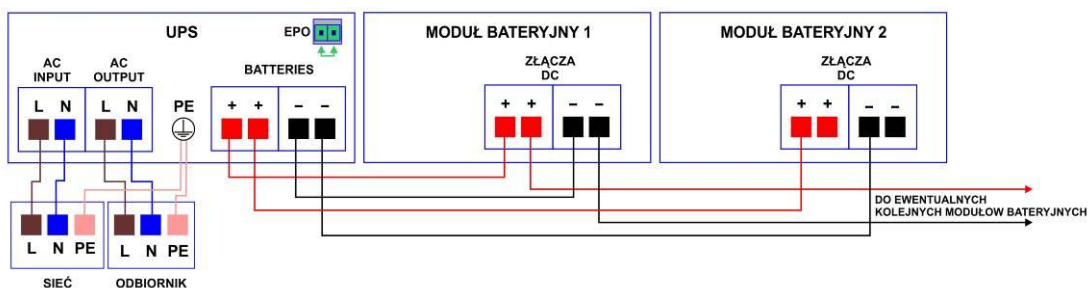 UPS
EPO
MODUŁ BATERYJNY 1
MODUŁ BATERYJNY 2
AC
INPUT
AC
OUTPUT
BATTERIES
ZŁĄCZA
DC
ZŁĄCZA
DC
L N L N PE
+ + – –
+ + – –
+ + – –
DO EWENTUALNYCH
KOLEJNYCH MODUŁOW BATERYJNYCH
L N PE
L N PE
SIEĆ
ODBIORNIK